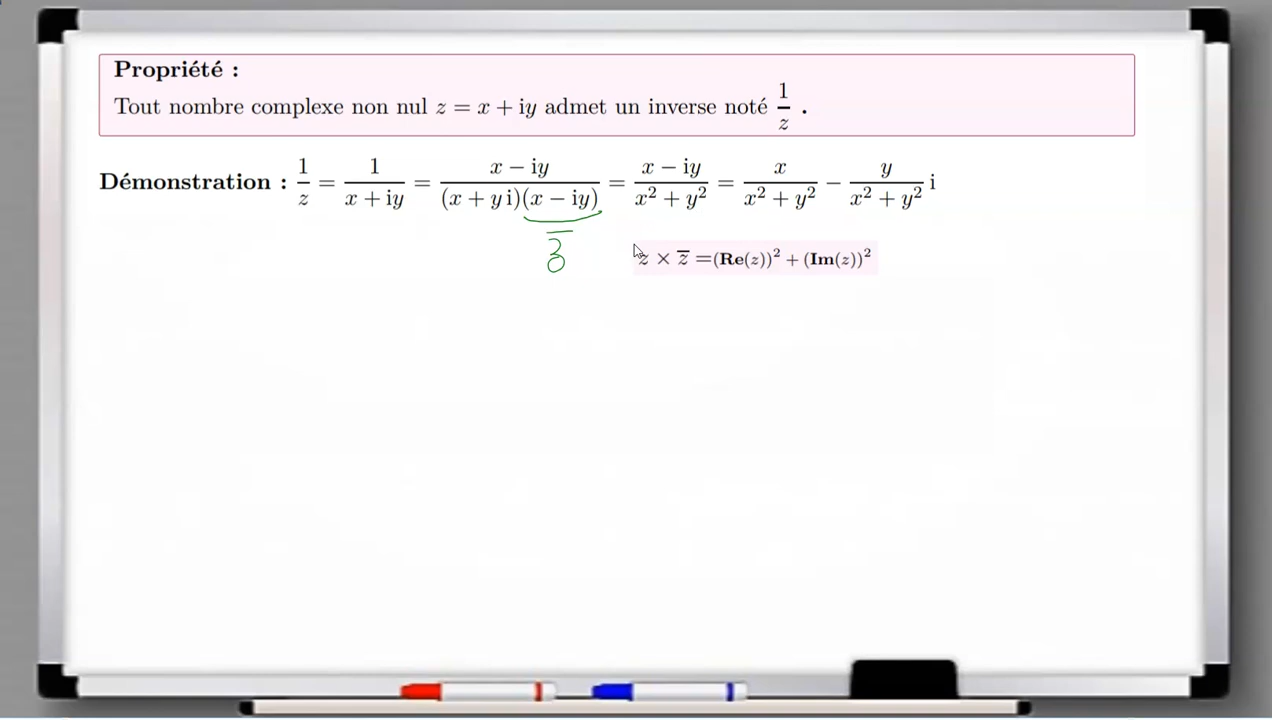 Propriété :
Tout nombre complexe non nul z = x + iy admet un inverse noté 1/z .
Démonstration : 1/z = 1/(x + iy) = (x − iy)/((x + y i)(x − iy)) = (x − iy)/(x² + y²) = x/(x² + y²) − y/(x² + y²) i
z̅
z × z̅ =(Re(z))² + (Im(z))²